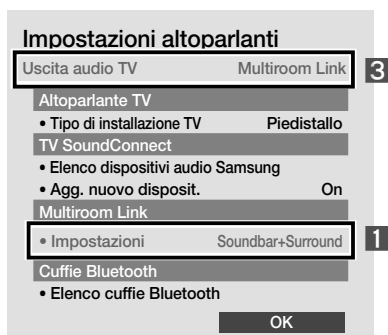 Impostazioni altoparlanti
Uscita audio TV Multiroom Link 3
Altoparlante TV
• Tipo di installazione TV Piedistallo
TV SoundConnect
• Elenco dispositivi audio Samsung
• Agg. nuovo disposit. On
Multiroom Link
• Impostazioni Soundbar+Surround 1
Cuffie Bluetooth
• Elenco cuffie Bluetooth
OK